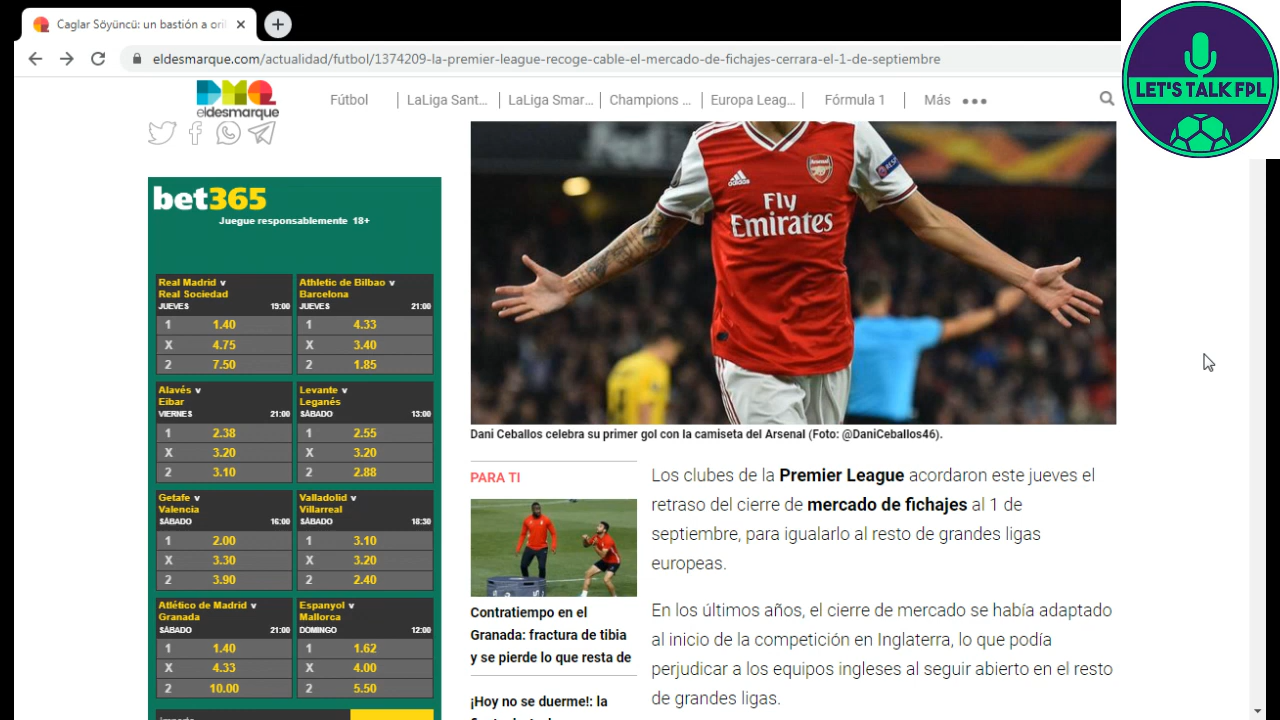 Caglar Söyüncü: un bastión a oril
eldesmarque.com/actualidad/futbol/1374209-la-premier-league-recoge-cable-el-mercado-de-fichajes-cerrara-el-1-de-septiembre
LET'S TALK FPL
eldesmarque
Fútbol
LaLiga Sant...
LaLiga Smar...
Champions ...
Europa Leag...
Fórmula 1
Más
bet365
Juegue responsablemente 18+
Real Madrid v
Real Sociedad
JUEVES 19:00
1 1.40
X 4.75
2 7.50
Athletic de Bilbao v
Barcelona
JUEVES 21:00
1 4.33
X 3.40
2 1.85
Alavés v
Eibar
VIERNES 21:00
1 2.38
X 3.20
2 3.10
Levante v
Leganés
SÁBADO 13:00
1 2.55
X 3.20
2 2.88
Getafe v
Valencia
SÁBADO 16:00
1 2.00
X 3.30
2 3.90
Valladolid v
Villarreal
SÁBADO 18:30
1 3.10
X 3.20
2 2.40
Atlético de Madrid v
Granada
SÁBADO 21:00
1 1.40
X 4.33
2 10.00
Espanyol v
Mallorca
DOMINGO 12:00
1 1.62
X 4.00
2 5.50
adidas
Arsenal
Fly
Emirates
Dani Ceballos celebra su primer gol con la camiseta del Arsenal (Foto: @DaniCeballos46).
PARA TI
Contratiempo en el
Granada: fractura de tibia
y se pierde lo que resta de
¡Hoy no se duerme!: la
Los clubes de la Premier League acordaron este jueves el
retraso del cierre de mercado de fichajes al 1 de
septiembre, para igualarlo al resto de grandes ligas
europeas.
En los últimos años, el cierre de mercado se había adaptado
al inicio de la competición en Inglaterra, lo que podía
perjudicar a los equipos ingleses al seguir abierto en el resto
de grandes ligas.